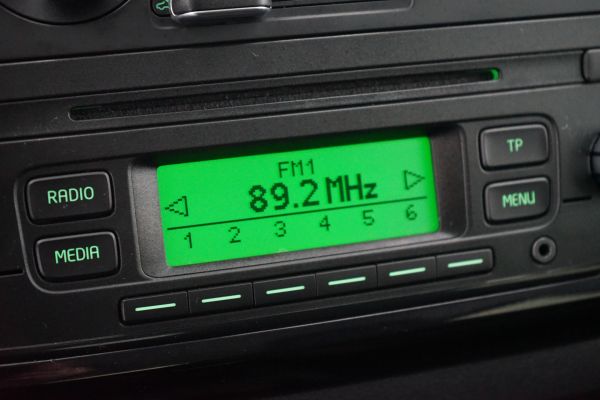 FM1
89.2 MHz
1 2 3 4 5 6
RADIO
MEDIA
TP
MENU